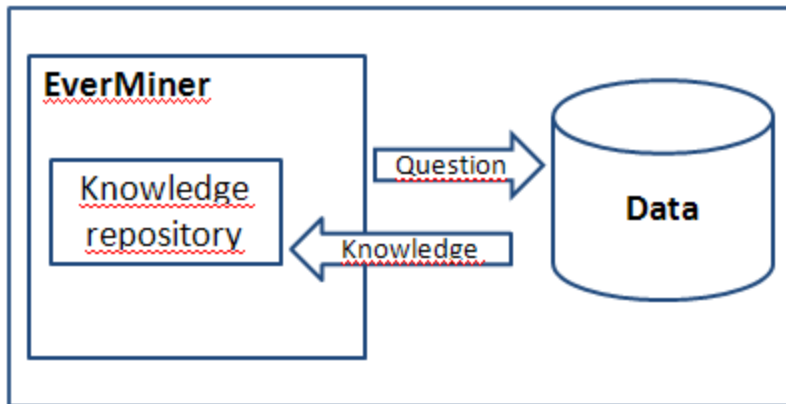 EverMiner
Knowledge
repository
Question
Knowledge
Data